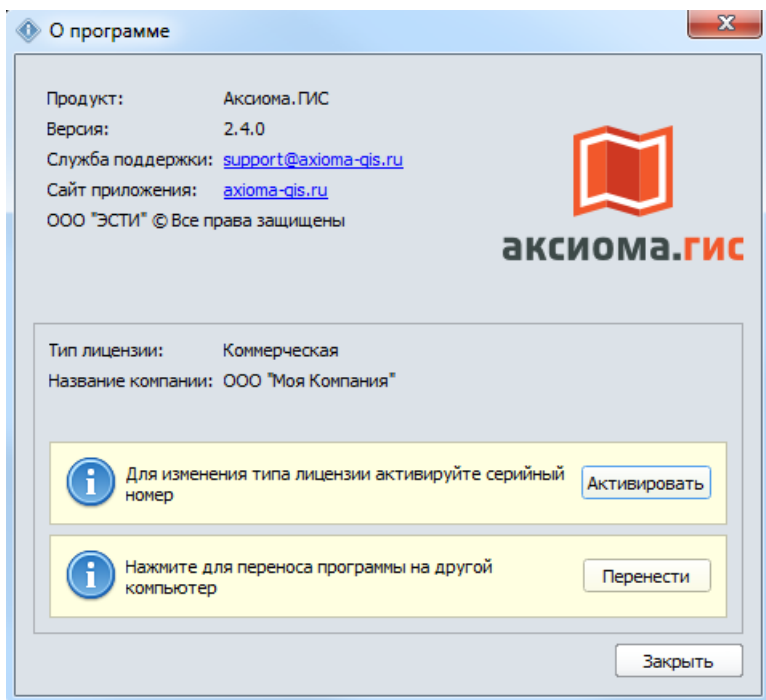 О программе
Продукт: Аксиома.ГИС
Версия: 2.4.0
Служба поддержки: support@axioma-gis.ru
Сайт приложения: axioma-gis.ru
ООО "ЭСТИ" © Все права защищены
аксиома.гис
Тип лицензии: Коммерческая
Название компании: ООО "Моя Компания"
Для изменения типа лицензии активируйте серийный
номер
Активировать
Нажмите для переноса программы на другой
компьютер
Перенести
Закрыть